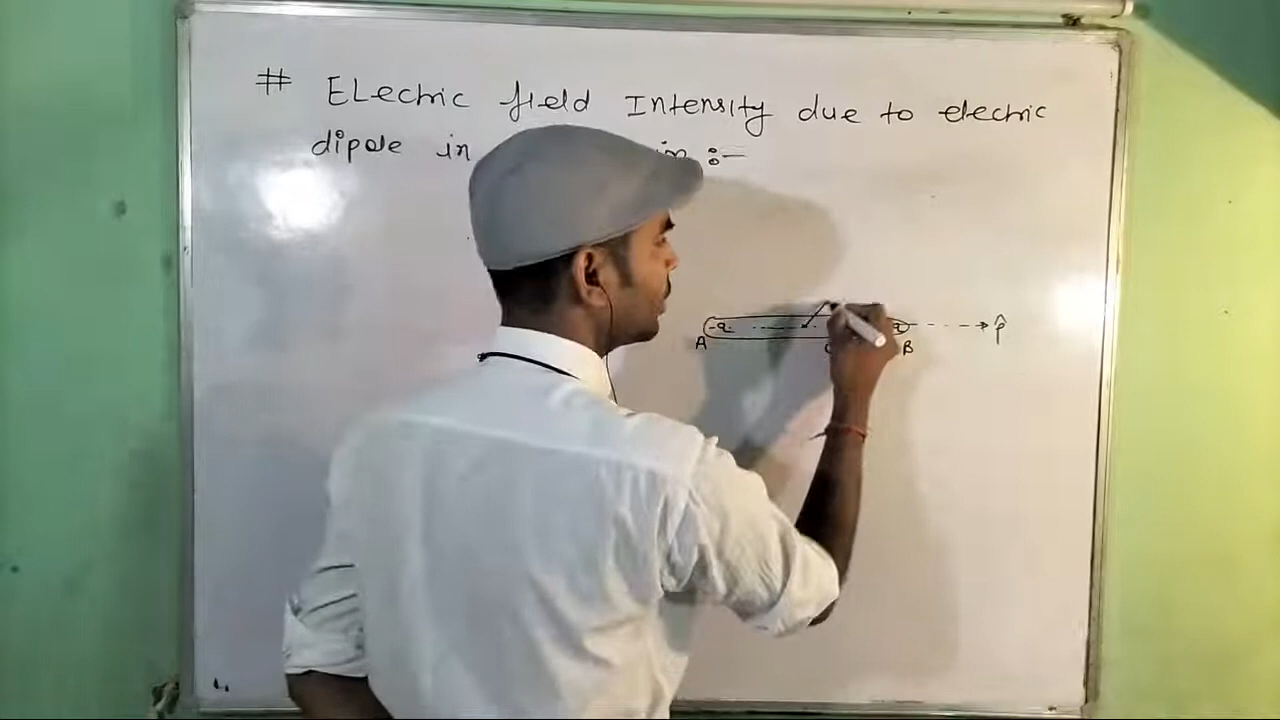 # Electric field Intensity due to electric
dipole in :-
-q q p̂
A B